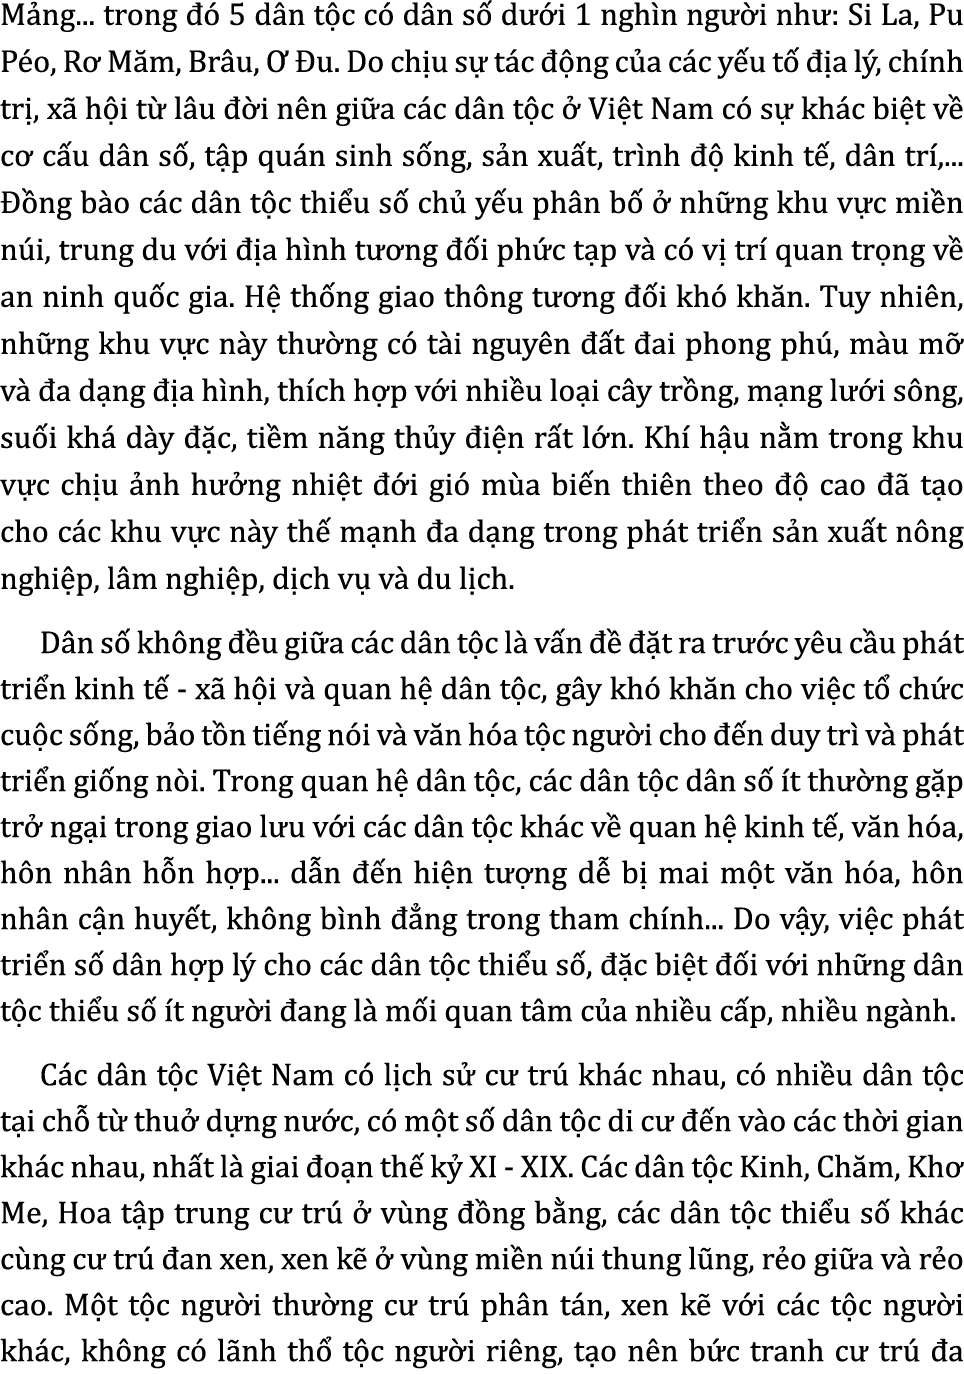 Mảng... trong đó 5 dân tộc có dân số dưới 1 nghìn người như: Si La, Pu
Péo, Rơ Măm, Brâu, Ơ Đu. Do chịu sự tác động của các yếu tố địa lý, chính
trị, xã hội từ lâu đời nên giữa các dân tộc ở Việt Nam có sự khác biệt về
cơ cấu dân số, tập quán sinh sống, sản xuất, trình độ kinh tế, dân trí,...
Đồng bào các dân tộc thiểu số chủ yếu phân bố ở những khu vực miền
núi, trung du với địa hình tương đối phức tạp và có vị trí quan trọng về
an ninh quốc gia. Hệ thống giao thông tương đối khó khăn. Tuy nhiên,
những khu vực này thường có tài nguyên đất đai phong phú, màu mỡ
và đa dạng địa hình, thích hợp với nhiều loại cây trồng, mạng lưới sông,
suối khá dày đặc, tiềm năng thủy điện rất lớn. Khí hậu nằm trong khu
vực chịu ảnh hưởng nhiệt đới gió mùa biến thiên theo độ cao đã tạo
cho các khu vực này thế mạnh đa dạng trong phát triển sản xuất nông
nghiệp, lâm nghiệp, dịch vụ và du lịch.
Dân số không đều giữa các dân tộc là vấn đề đặt ra trước yêu cầu phát
triển kinh tế - xã hội và quan hệ dân tộc, gây khó khăn cho việc tổ chức
cuộc sống, bảo tồn tiếng nói và văn hóa tộc người cho đến duy trì và phát
triển giống nòi. Trong quan hệ dân tộc, các dân tộc dân số ít thường gặp
trở ngại trong giao lưu với các dân tộc khác về quan hệ kinh tế, văn hóa,
hôn nhân hỗn hợp... dẫn đến hiện tượng dễ bị mai một văn hóa, hôn
nhân cận huyết, không bình đẳng trong tham chính... Do vậy, việc phát
triển số dân hợp lý cho các dân tộc thiểu số, đặc biệt đối với những dân
tộc thiểu số ít người đang là mối quan tâm của nhiều cấp, nhiều ngành.
Các dân tộc Việt Nam có lịch sử cư trú khác nhau, có nhiều dân tộc
tại chỗ từ thuở dựng nước, có một số dân tộc di cư đến vào các thời gian
khác nhau, nhất là giai đoạn thế kỷ XI - XIX. Các dân tộc Kinh, Chăm, Khơ
Me, Hoa tập trung cư trú ở vùng đồng bằng, các dân tộc thiểu số khác
cùng cư trú đan xen, xen kẽ ở vùng miền núi thung lũng, rẻo giữa và rẻo
cao. Một tộc người thường cư trú phân tán, xen kẽ với các tộc người
khác, không có lãnh thổ tộc người riêng, tạo nên bức tranh cư trú đa